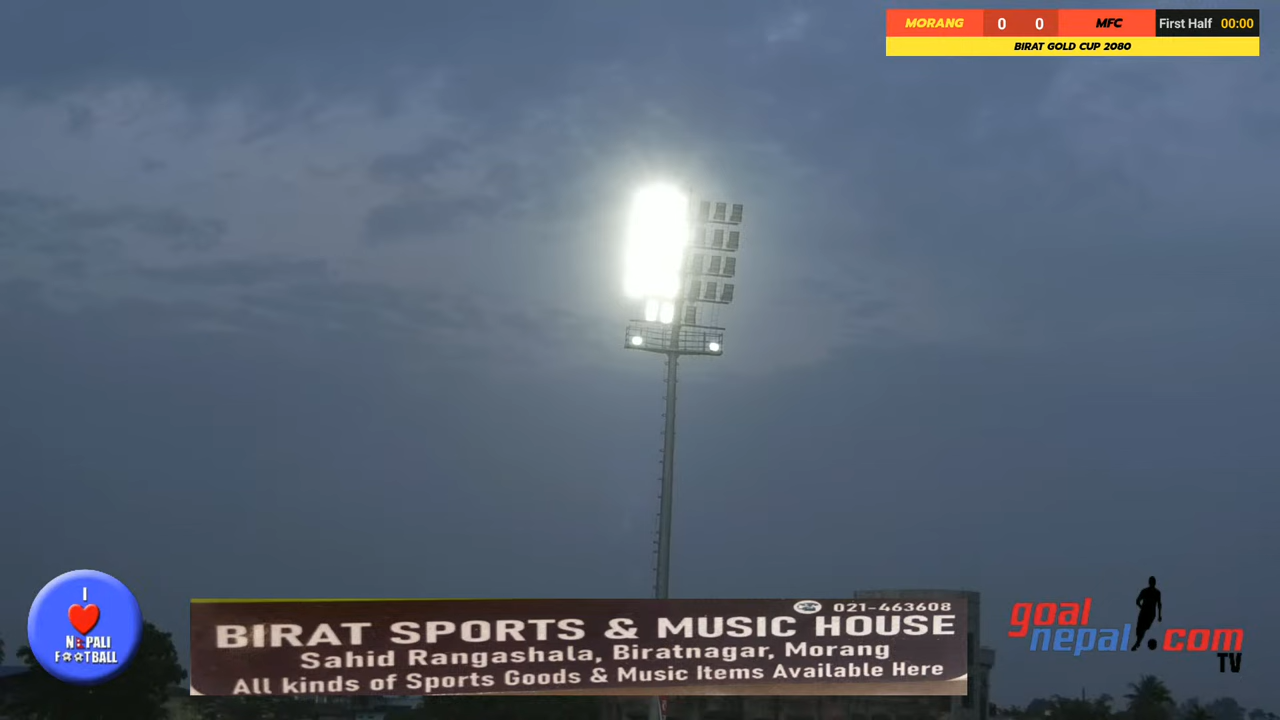 MORANG 0 0 MFC First Half 00:00
BIRAT GOLD CUP 2080
021-463608
BIRAT SPORTS & MUSIC HOUSE
Sahid Rangashala, Biratnagar, Morang
All kinds of Sports Goods & Music Items Available Here
I
NEPALI
FOOTBALL
goal
nepal.com
TV